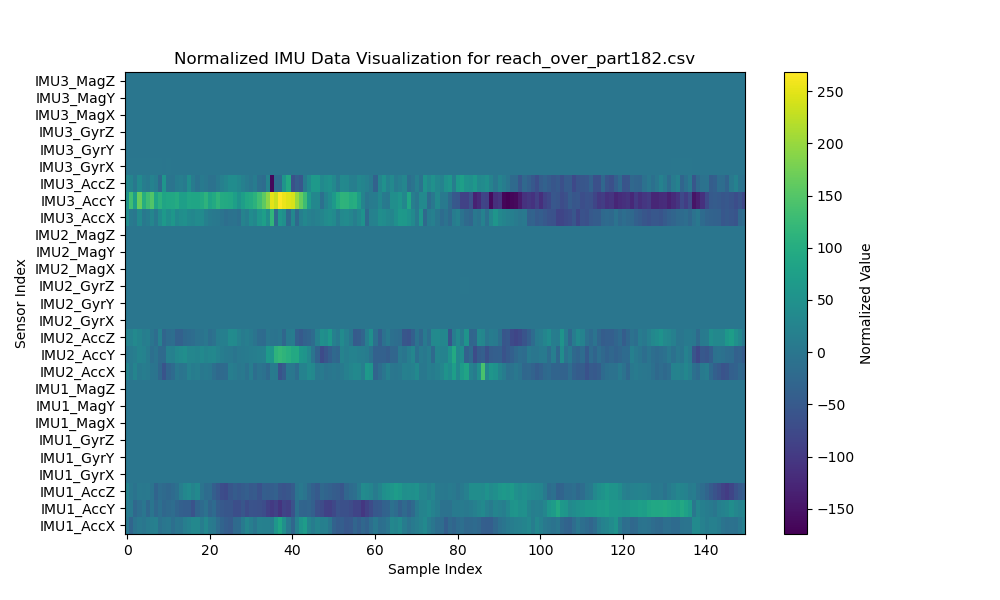 Normalized IMU Data Visualization for reach_over_part182.csv
IMU3_MagZ
IMU3_MagY
IMU3_MagX
IMU3_GyrZ
IMU3_GyrY
IMU3_GyrX
IMU3_AccZ
IMU3_AccY
IMU3_AccX
IMU2_MagZ
IMU2_MagY
IMU2_MagX
IMU2_GyrZ
IMU2_GyrY
IMU2_GyrX
IMU2_AccZ
IMU2_AccY
IMU2_AccX
IMU1_MagZ
IMU1_MagY
IMU1_MagX
IMU1_GyrZ
IMU1_GyrY
IMU1_GyrX
IMU1_AccZ
IMU1_AccY
IMU1_AccX
Sensor Index
0 20 40 60 80 100 120 140
Sample Index
250
200
150
100
50
0
−50
−100
−150
Normalized Value